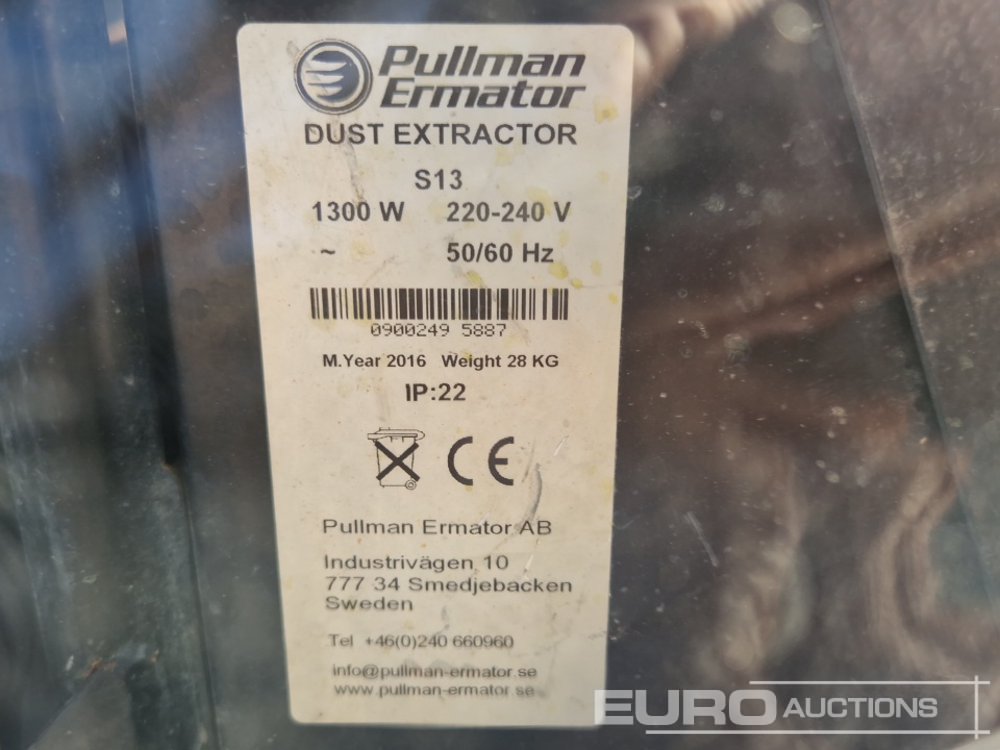 Pullman
Ermator
DUST EXTRACTOR
S13
1300 W 220-240 V
~ 50/60 Hz
0900249 5887
M.Year 2016 Weight 28 KG
IP:22
CE
Pullman Ermator AB
Industrivägen 10
777 34 Smedjebacken
Sweden
Tel +46(0)240 660960
info@pullman-ermator.se
www.pullman-ermator.se
EURO AUCTIONS